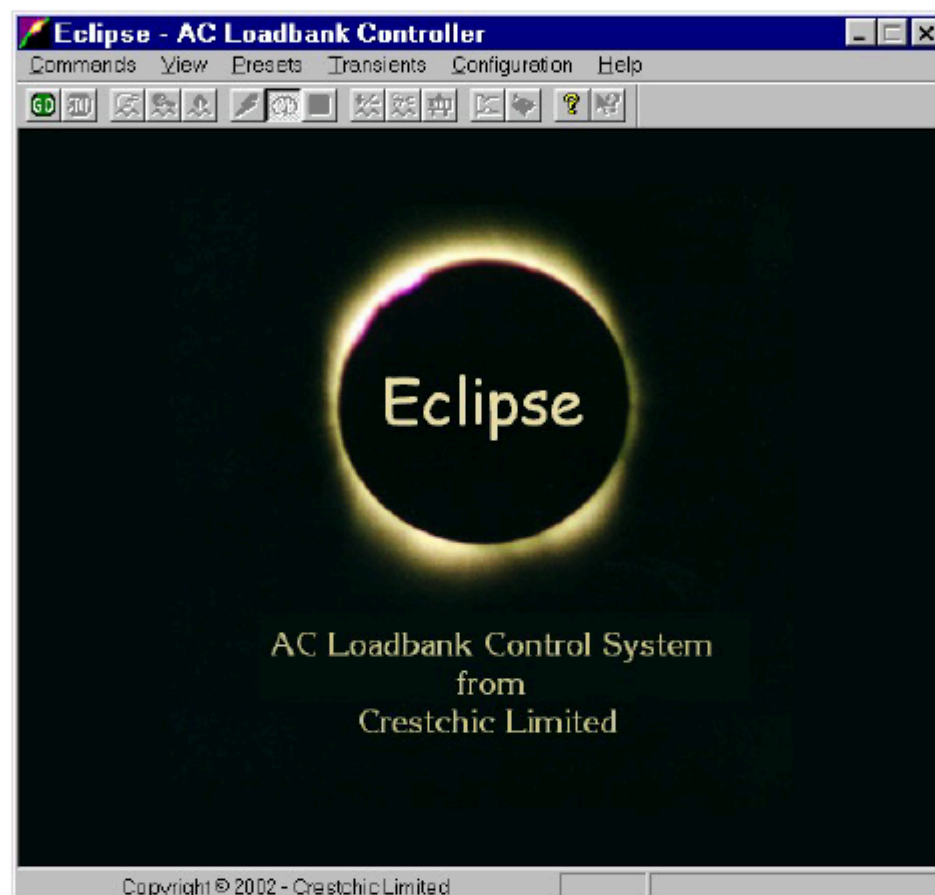 Eclipse - AC Loadbank Controller
Commands View Presets Transients Configuration Help
GO
Eclipse
AC Loadbank Control System
from
Crestchic Limited
Copyright © 2002 - Crestchic Limited